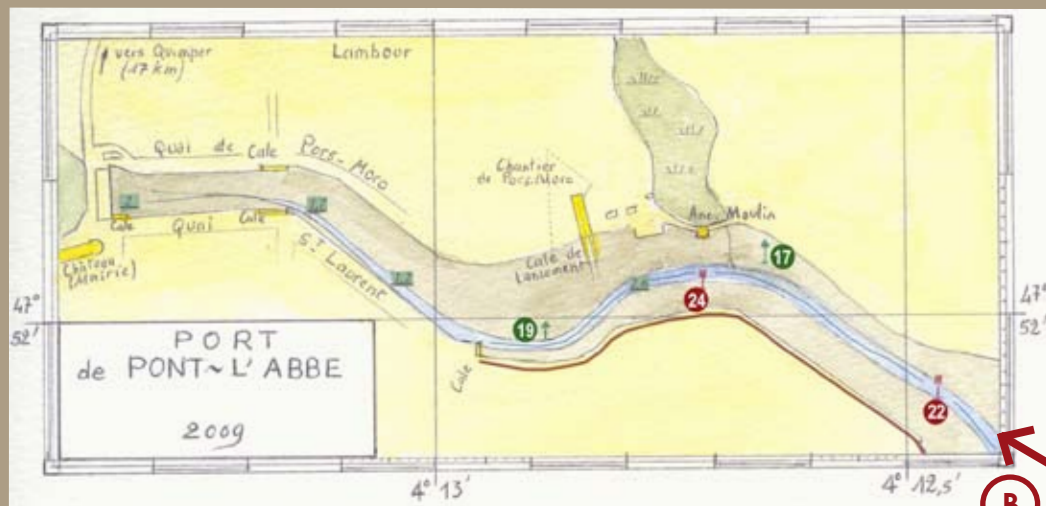 vers Quimper
(17 km)
Lambour
Quai de
Cale
Pors-Moro
Chantier
de Pors Moro
Anc. Moulin
Cale
Quai
Cale
St Laurent
Château
(Mairie)
Cale de
Lancement
17
24
19
22
47°
52'
47°
52'
Cale
PORT
de PONT~L'ABBE
2009
4° 13'
4° 12,5'
B